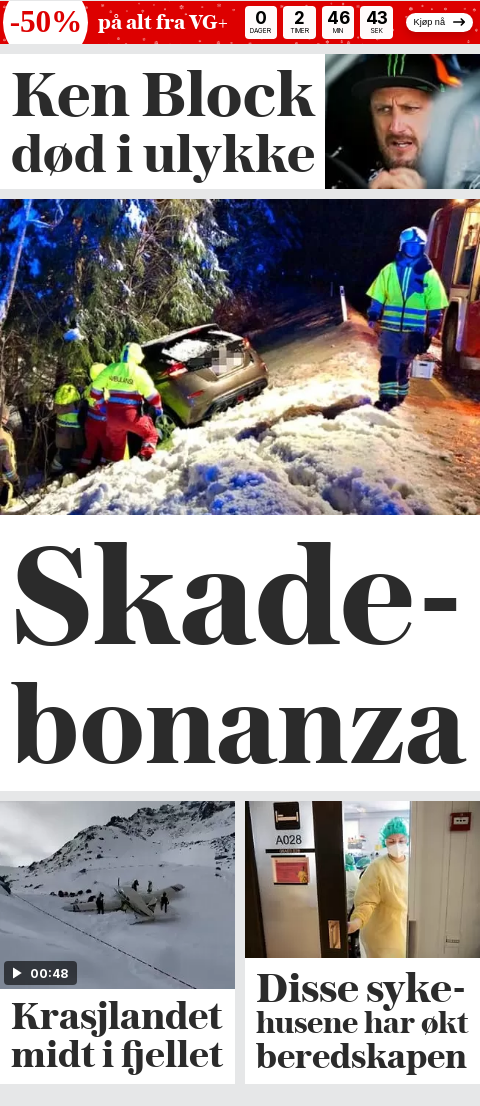 -50% på alt fra VG+ 0 2 46 43 Kjøp nå
DAGER TIMER MIN SEK
Ken Block
død i ulykke
Skade-
bonanza
A028
00:48
Krasjlandet
midt i fjellet
Disse syke-
husene har økt
beredskapen